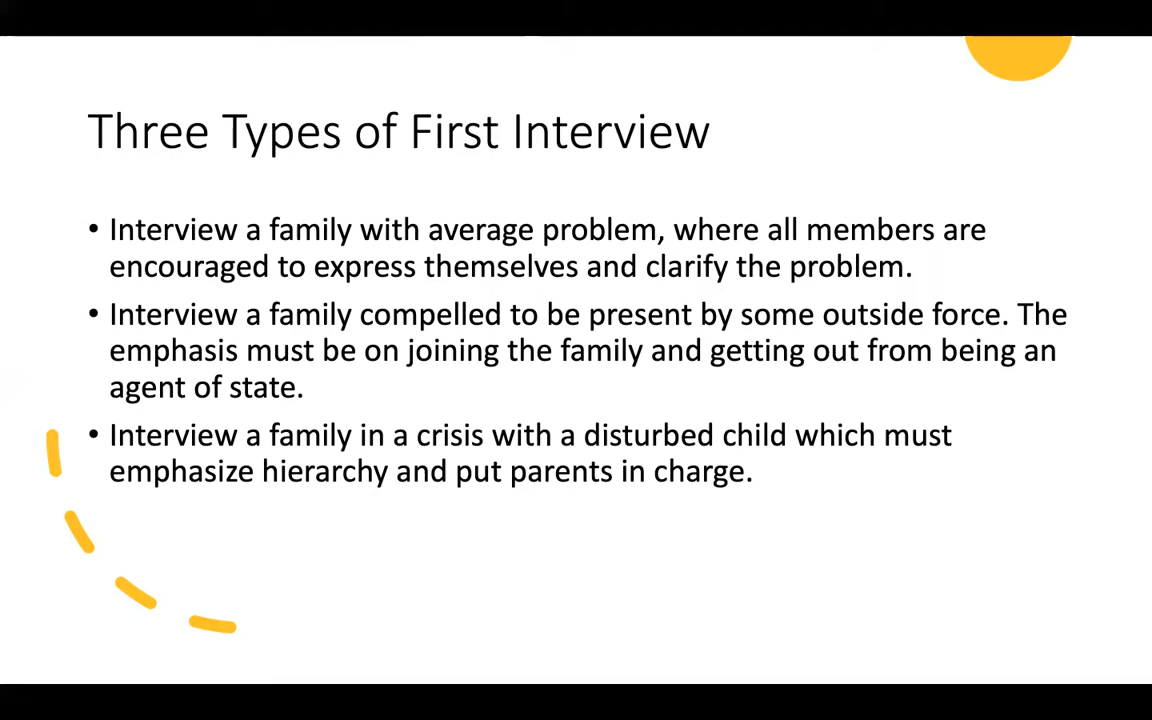 Three Types of First Interview
• Interview a family with average problem, where all members are
encouraged to express themselves and clarify the problem.
• Interview a family compelled to be present by some outside force. The
emphasis must be on joining the family and getting out from being an
agent of state.
• Interview a family in a crisis with a disturbed child which must
emphasize hierarchy and put parents in charge.